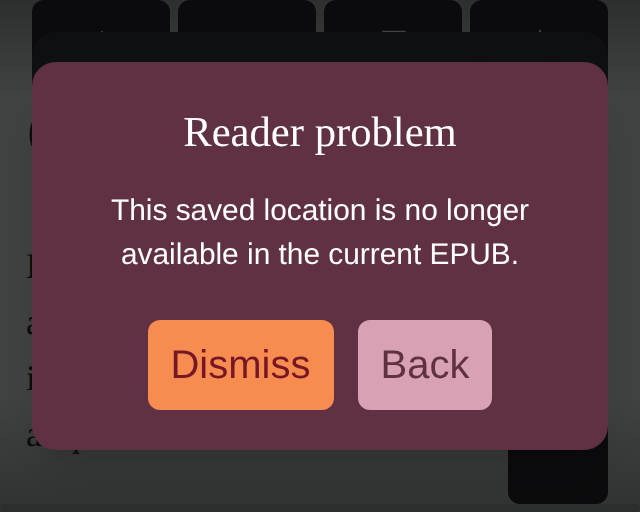 Reader problem
This saved location is no longer
available in the current EPUB.
Dismiss
Back